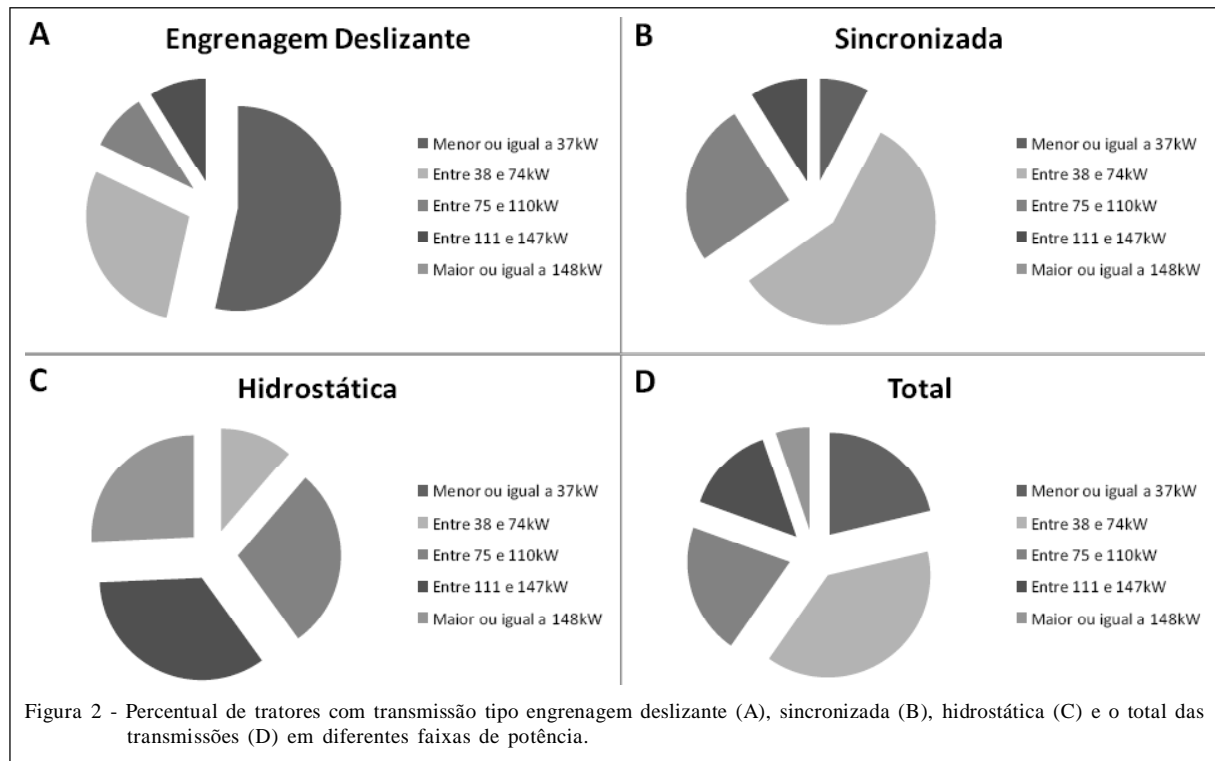 A
Engrenagem Deslizante
Menor ou igual a 37kW
Entre 38 e 74kW
Entre 75 e 110kW
Entre 111 e 147kW
Maior ou igual a 148kW
B
Sincronizada
Menor ou igual a 37kW
Entre 38 e 74kW
Entre 75 e 110kW
Entre 111 e 147kW
Maior ou igual a 148kW
C
Hidrostática
Menor ou igual a 37kW
Entre 38 e 74kW
Entre 75 e 110kW
Entre 111 e 147kW
Maior ou igual a 148kW
D
Total
Menor ou igual a 37kW
Entre 38 e 74kW
Entre 75 e 110kW
Entre 111 e 147kW
Maior ou igual a 148kW
Figura 2 - Percentual de tratores com transmissão tipo engrenagem deslizante (A), sincronizada (B), hidrostática (C) e o total das
transmissões (D) em diferentes faixas de potência.